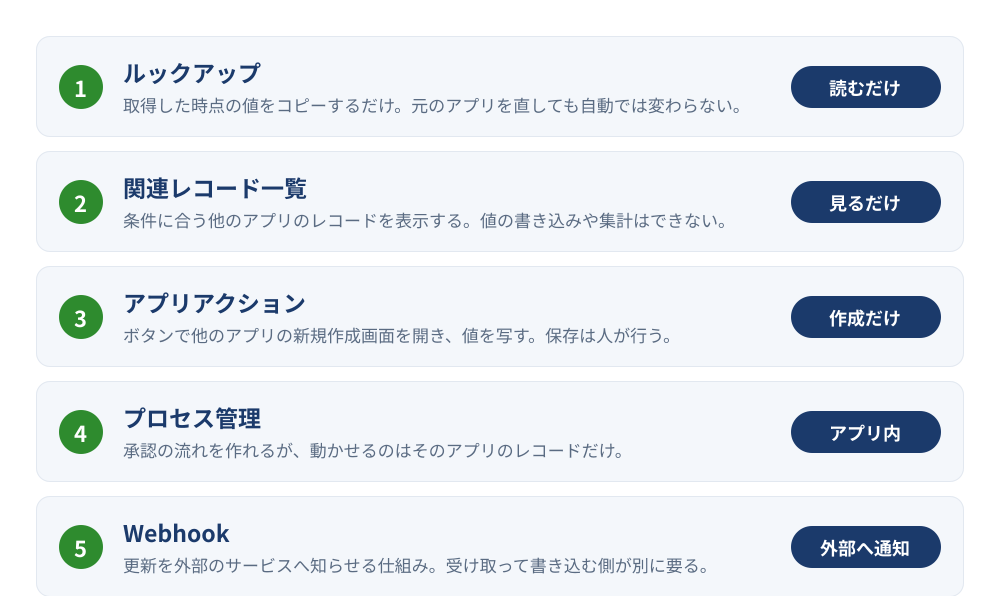 1
ルックアップ
取得した時点の値をコピーするだけ。元のアプリを直しても自動では変わらない。
読むだけ
2
関連レコード一覧
条件に合う他のアプリのレコードを表示する。値の書き込みや集計はできない。
見るだけ
3
アプリアクション
ボタンで他のアプリの新規作成画面を開き、値を写す。保存は人が行う。
作成だけ
4
プロセス管理
承認の流れを作れるが、動かせるのはそのアプリのレコードだけ。
アプリ内
5
Webhook
更新を外部のサービスへ知らせる仕組み。受け取って書き込む側が別に要る。
外部へ通知